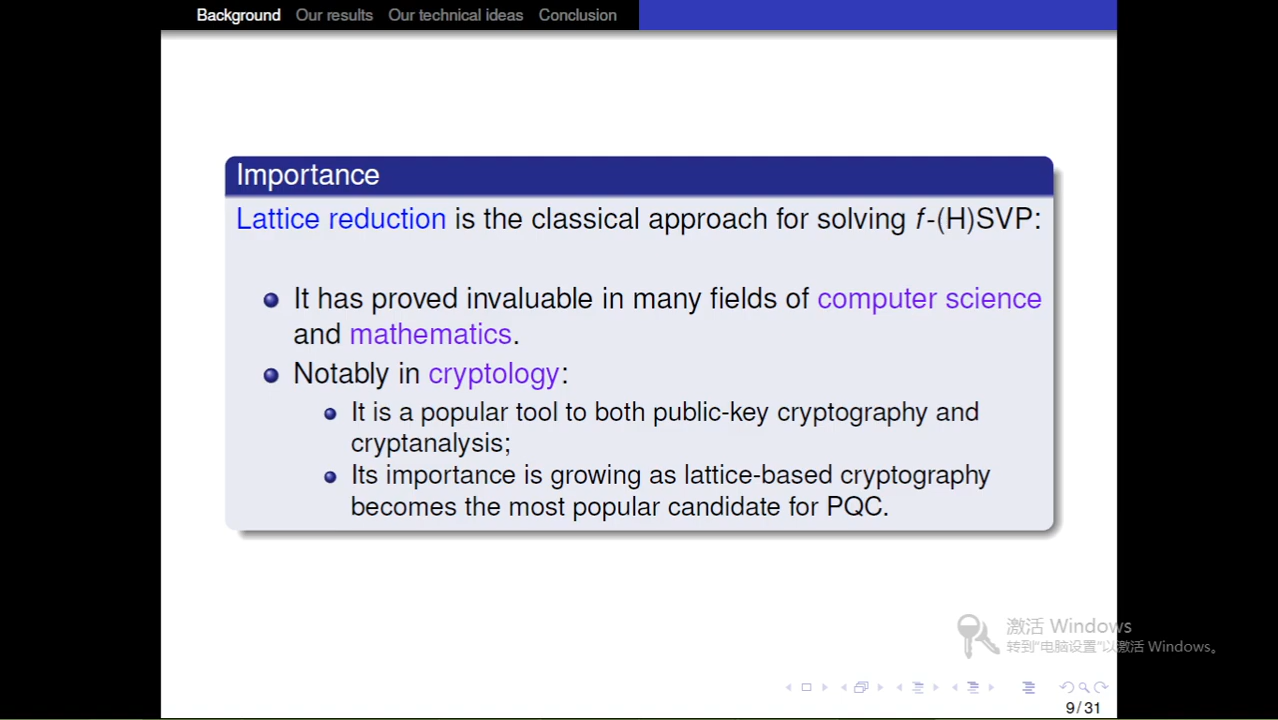 Background Our results Our technical ideas Conclusion
Importance
Lattice reduction is the classical approach for solving f-(H)SVP:
It has proved invaluable in many fields of computer science
and mathematics.
Notably in cryptology:
It is a popular tool to both public-key cryptography and
cryptanalysis;
Its importance is growing as lattice-based cryptography
becomes the most popular candidate for PQC.
激活 Windows
转到“电脑设置”以激活 Windows。
9/31